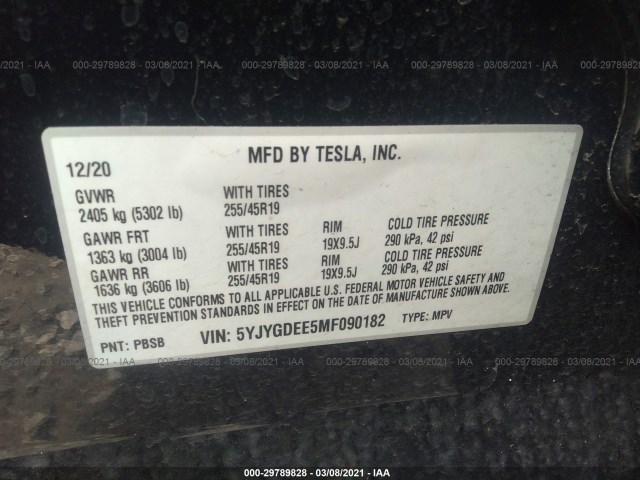 000-29789828 | 03/08/2021 | IAA
MFD BY TESLA, INC.
12/20
GVWR
2405 kg (5302 lb)
WITH TIRES
255/45R19
GAWR FRT
1363 kg (3004 lb)
WITH TIRES
255/45R19
RIM
19X9.5J
COLD TIRE PRESSURE
290 kPa, 42 psi
GAWR RR
1636 kg (3606 lb)
WITH TIRES
255/45R19
RIM
19X9.5J
COLD TIRE PRESSURE
290 kPa, 42 psi
THIS VEHICLE CONFORMS TO ALL APPLICABLE U.S. FEDERAL MOTOR VEHICLE SAFETY AND
THEFT PREVENTION STANDARDS IN EFFECT ON THE DATE OF MANUFACTURE SHOWN ABOVE.
PNT: PBSB
VIN: 5YJYGDEE5MF090182
TYPE: MPV
000-29789828 | 03/08/2021 | IAA